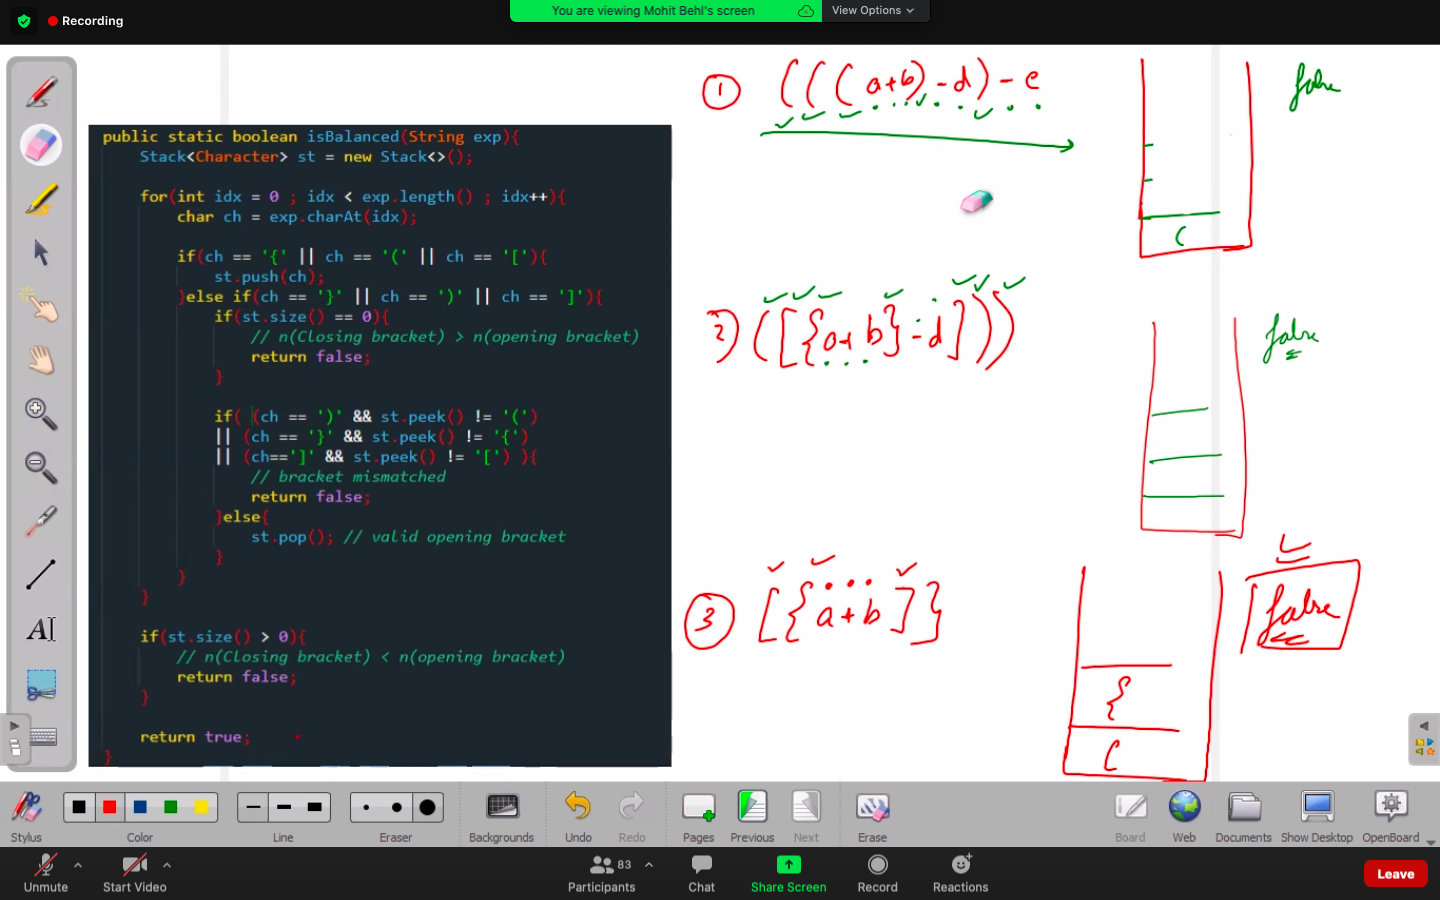 Recording
You are viewing Mohit Behl's screen
View Options
public static boolean isBalanced(String exp){
Stack<Character> st = new Stack<>();
for(int idx = 0 ; idx < exp.length() ; idx++){
char ch = exp.charAt(idx);
if(ch == '{' || ch == '(' || ch == '['){
st.push(ch);
}else if(ch == '}' || ch == ')' || ch == ']'){
if(st.size() == 0){
// n(Closing bracket) > n(opening bracket)
return false;
}
if( (ch == ')' && st.peek() != '(')
|| (ch == '}' && st.peek() != '{')
|| (ch==']' && st.peek() != '[') ){
// bracket mismatched
return false;
}else{
st.pop(); // valid opening bracket
}
}
}
if(st.size() > 0){
// n(Closing bracket) < n(opening bracket)
return false;
}
return true;
}
① (((a+b)-d)-e
false
(
2) ([{a+b}-d]))
false
③ [{a+b]}
false
{
[
AI
Stylus
Color
Line
Eraser
Backgrounds
Undo
Redo
Pages
Previous
Next
Erase
Board
Web
Documents
Show Desktop
OpenBoard
Unmute
Start Video
83
Participants
Chat
Share Screen
Record
Reactions
Leave